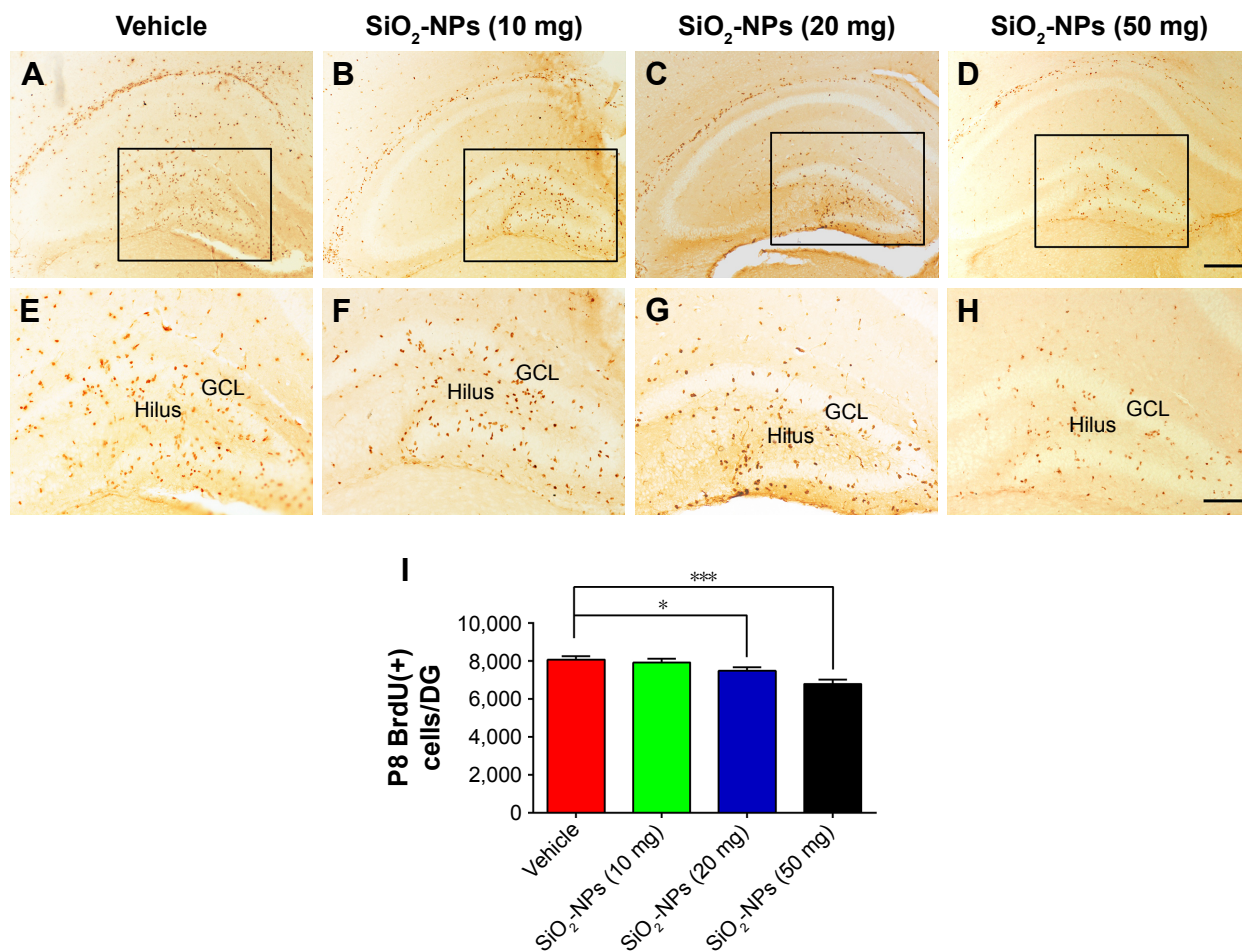 Vehicle
SiO2-NPs (10 mg)
SiO2-NPs (20 mg)
SiO2-NPs (50 mg)
A
B
C
D
E
F
G
H
GCL
Hilus
GCL
Hilus
GCL
Hilus
GCL
Hilus
I
***
*
P8 BrdU(+)
cells/DG
10,000
8,000
6,000
4,000
2,000
0
Vehicle
SiO2-NPs (10 mg)
SiO2-NPs (20 mg)
SiO2-NPs (50 mg)